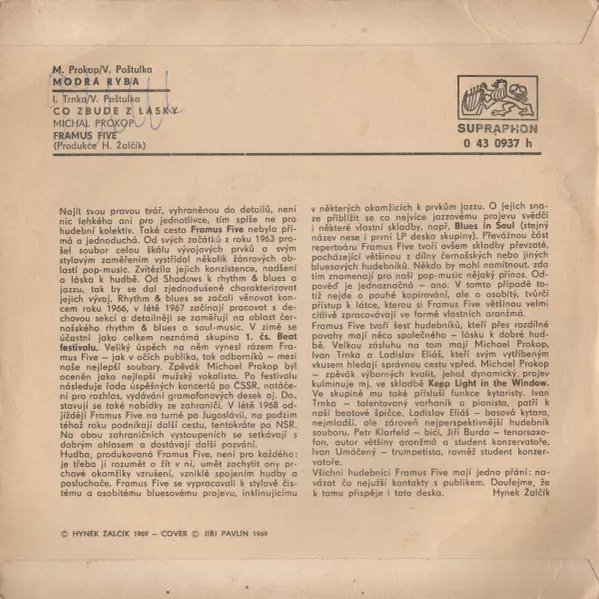 M. Prokop/V. Poštulka
MODRÁ RYBA
I. Trnka/V. Poštulka
CO ZBUDE Z LÁSKY
MICHAL PROKOP
FRAMUS FIVE
(Produkce H. Žalčík)
SUPRAPHON
0 43 0937 h
Najít svou pravou tvář, vyhraněnou do detailů, není
nic lehkého ani pro jednotlivce, tím spíše ne pro
hudební kolektiv. Také cesta Framus Five nebyla pří-
má a jednoduchá. Od svých začátků z roku 1963 pro-
šel soubor celou škálu vývojových prvků a svým
stylovým zaměřením vystřídal několik žánrových ob-
lastí pop-music. Zvítězila jejich konzistence, nadšení
a láska k hudbě. Od Shadows k rhythm & blues a
jazzu, tak by se dal zjednodušeně charakterizovat
jejich vývoj. Rhythm & blues se začali věnovat kon-
cem roku 1966, v létě 1967 začínají pracovat s de-
chovou sekcí a detailněji se zaměřují na oblast čer-
nošského rhythm & blues a soul-music. V zimě se
účastní jako celkem neznámá skupina 1. čs. Beat
festivalu. Veliký úspěch na něm vynesl rázem Fra-
mus Five – jak v očích publika, tak odborníků – mezi
naše nejlepší soubory. Zpěvák Michael Prokop byl
oceněn jako nejlepší mužský vokalista. Po festivalu
následuje řada úspěšných koncertů po ČSSR, natáče-
ní pro rozhlas, vydávání gramofonových desek aj. Do-
stavují se také nabídky ze zahraničí. V létě 1968 od-
jíždějí Framus Five na turné po Jugoslávii, na podzim
téhož roku podnikají další cestu, tentokráte po NSR.
Na obou zahraničních vystoupeních se setkávají s
dobrým ohlasem a dostávají další pozvání.
Hudba, produkovaná Framus Five, není pro každého:
je třeba jí rozumět a žít v ní, umět zachytit ony pr-
chavé okamžiky vzrušení, vzniklé spojením hudby a
posluchače. Framus Five se vypracovali k stylově čis-
tému a osobitému bluesovému projevu, inklinujícímu
v některých okamžicích k prvkům jazzu. O jejich sna-
ze přiblížit se co nejvíce jazzovému projevu svědčí
i některé vlastní skladby, např. Blues in Soul (stejný
název nese i první LP deska skupiny). Převážnou část
repertoáru Framus Five tvoří ovšem skladby převzaté,
pocházející většinou z dílny černošských nebo jiných
bluesových hudebníků. Někdo by mohl namítnout, zda
tím znamenají pro naši pop-music nějaký přínos. Od-
pověď je jednoznačná – ano. V tomto případě to-
tiž nejde o pouhé kopírování, ale o osobitý, tvůrčí
přístup k látce, kterou si Framus Five většinou velmi
citlivě zpracovávají ve formě vlastních aranžmá.
Framus Five tvoří šest hudebníků, kteří přes rozdílné
povahy mají něco společného – lásku k dobré hud-
bě. Velkou zásluhu na tom mají Michael Prokop,
Ivan Trnka a Ladislav Eliáš, kteří svým vytříbeným
vkusem hledají správnou cestu vpřed. Michael Prokop
– zpěvák výborných kvalit, jehož dynamický projev
kulminuje mj. ve skladbě Keep Light in the Window.
Ve skupině mu také přísluší funkce kytaristy. Ivan
Trnka – talentovaný varhaník a pianista, patří k
naší beatové špičce, Ladislav Eliáš – basová kytara,
nejmladší, ale zároveň nejperspektivnější hudebník
souboru. Petr Klarfeld – bicí, Jiří Burda – tenorsaxo-
fon, autor většiny aranžmá a student konzervatoře,
Ivan Umáčený – trumpetista, rovněž student konzer-
vatoře.
Všichni hudebníci Framus Five mají jedno přání: na-
vázat co nejužší kontakty s publikem. Doufejme, že
k tomu přispěje i tato deska. Hynek Žalčík
© HYNEK ŽALČÍK 1969 – COVER © JIŘÍ PAVLÍN 1969